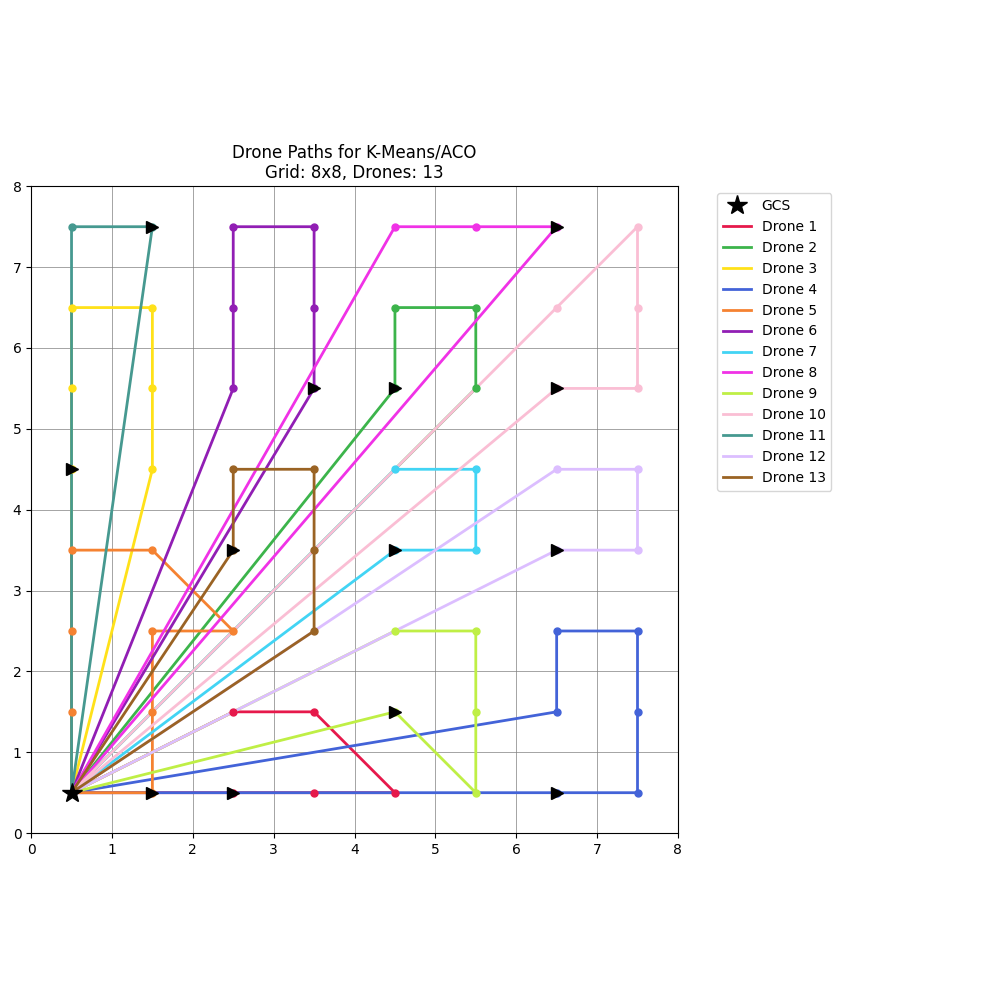 Drone Paths for K-Means/ACO
Grid: 8x8, Drones: 13
8
7
6
5
4
3
2
1
0
0 1 2 3 4 5 6 7 8
GCS
Drone 1
Drone 2
Drone 3
Drone 4
Drone 5
Drone 6
Drone 7
Drone 8
Drone 9
Drone 10
Drone 11
Drone 12
Drone 13